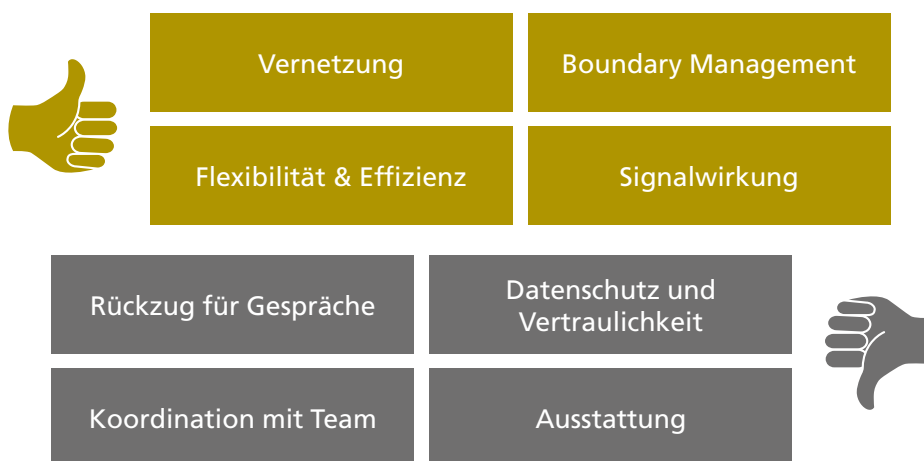 Vernetzung
Boundary Management
Flexibilität & Effizienz
Signalwirkung
Rückzug für Gespräche
Datenschutz und
Vertraulichkeit
Koordination mit Team
Ausstattung